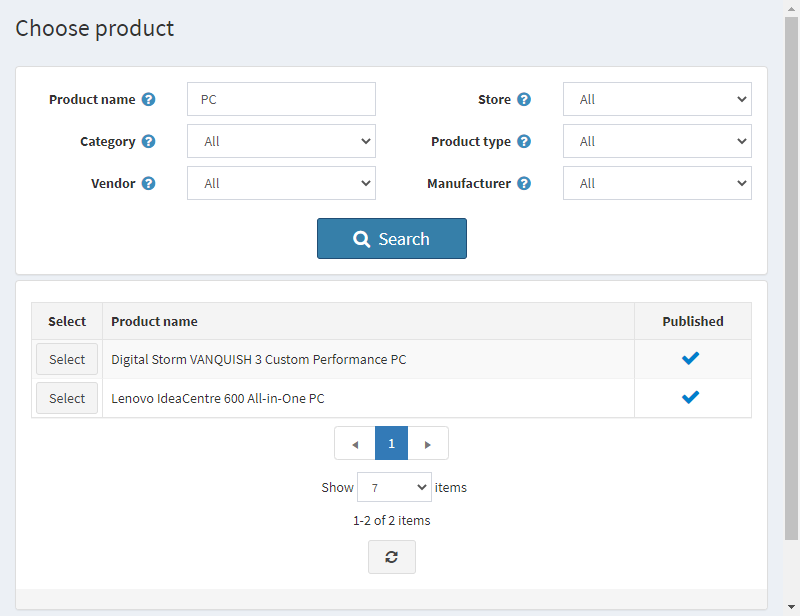 Choose product
Product name ? PC Store ? All
Category ? All Product type ? All
Vendor ? All Manufacturer ? All
Search
Select Product name Published
Select Digital Storm VANQUISH 3 Custom Performance PC
Select Lenovo IdeaCentre 600 All-in-One PC
1
Show 7 items
1-2 of 2 items